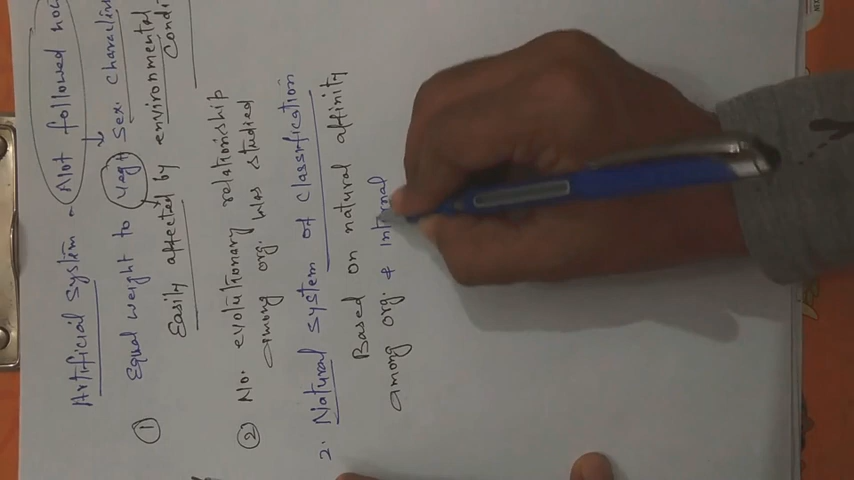 Artificial System - Not followed now
① Equal weight to Veg & Sex. Character
Easily affected by environmental
Condi
② No. evolutionary relationship
among org. was studied
2. Natural System of Classification
Based on natural affinity
among org. & Internal